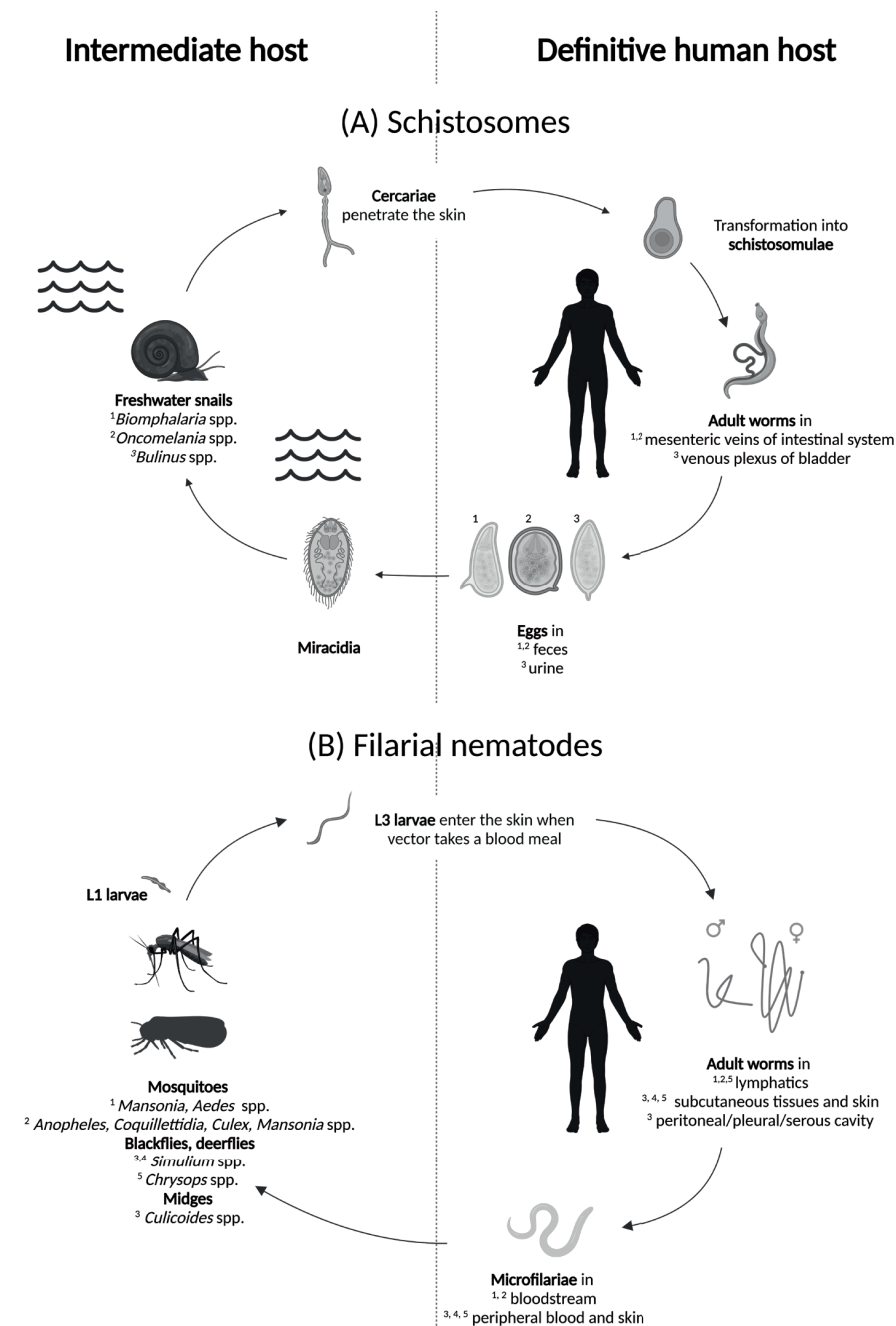 Intermediate host
Definitive human host
(A) Schistosomes
Cercariae
penetrate the skin
Transformation into
schistosomulae
Freshwater snails
¹Biomphalaria spp.
²Oncomelania spp.
³Bulinus spp.
Adult worms in
¹,² mesenteric veins of intestinal system
³ venous plexus of bladder
1 2 3
Miracidia
Eggs in
¹,² feces
³ urine
(B) Filarial nematodes
L3 larvae enter the skin when
vector takes a blood meal
L1 larvae
♂ ♀
Mosquitoes
¹ Mansonia, Aedes spp.
² Anopheles, Coquillettidia, Culex, Mansonia spp.
Blackflies, deerflies
³,⁴ Simulium spp.
⁵ Chrysops spp.
Midges
³ Culicoides spp.
Adult worms in
¹,²,⁵ lymphatics
³, ⁴, ⁵ subcutaneous tissues and skin
³ peritoneal/pleural/serous cavity
Microfilariae in
¹, ² bloodstream
³, ⁴, ⁵ peripheral blood and skin